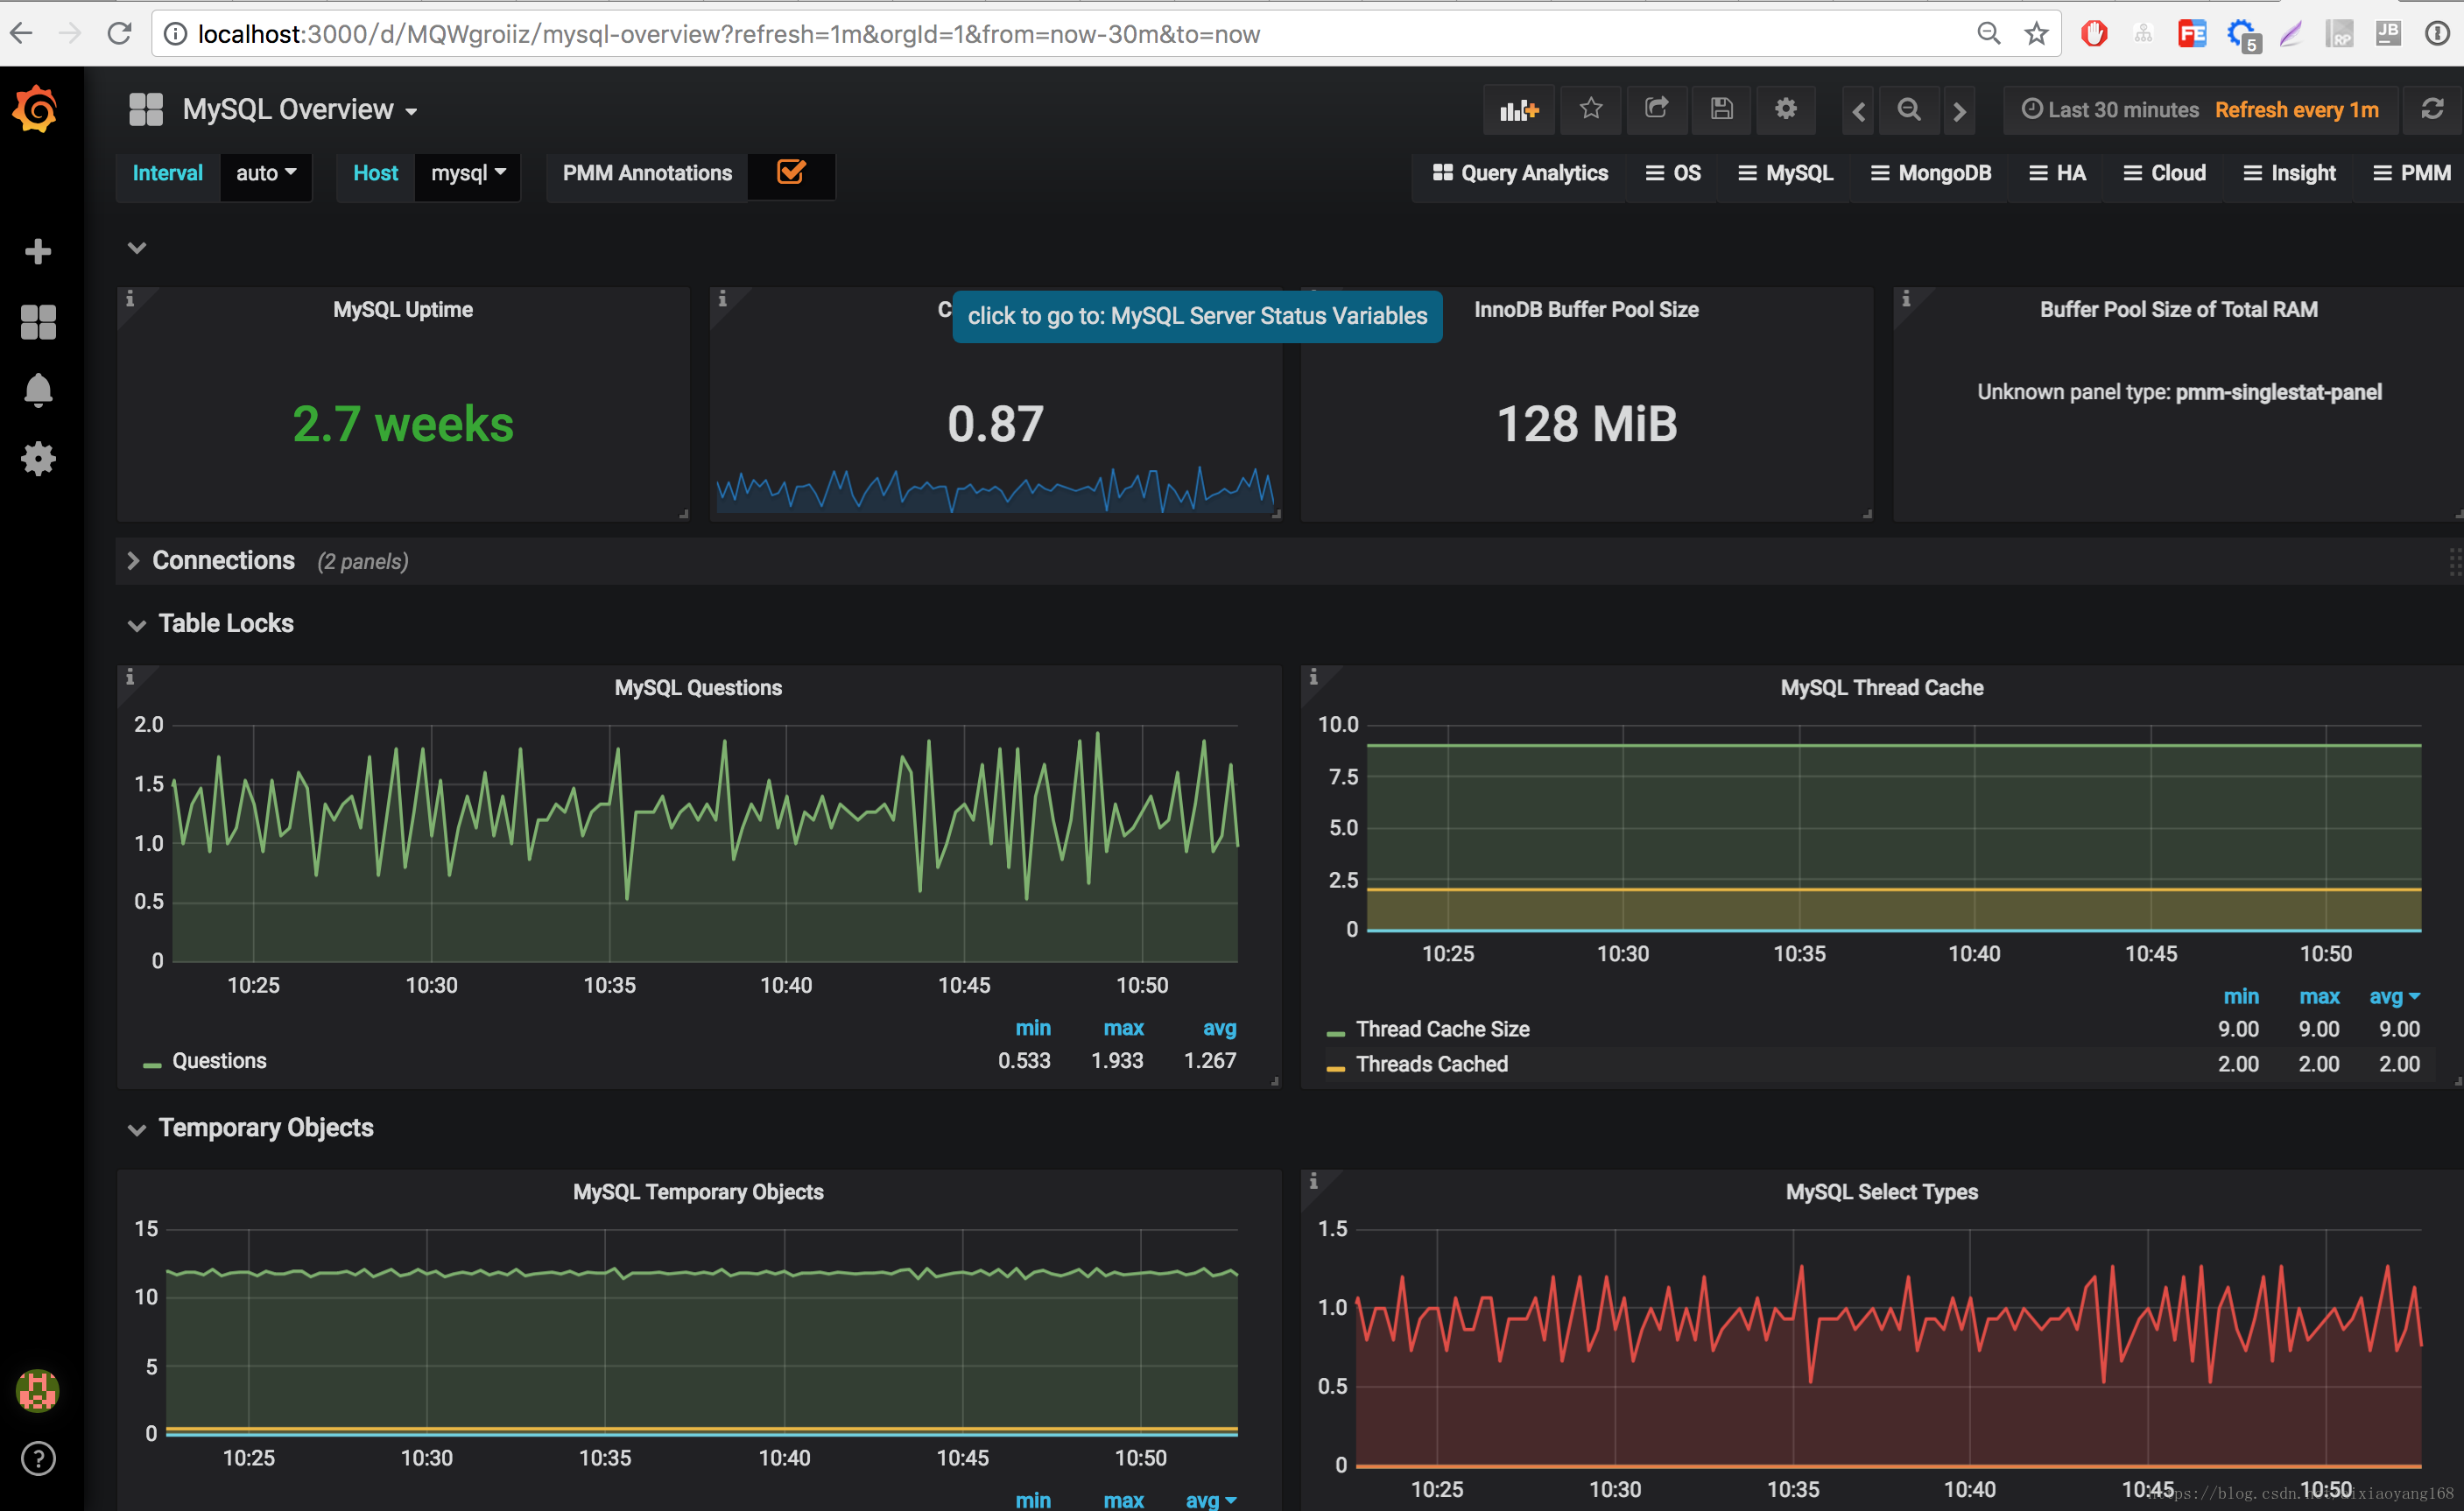 localhost:3000/d/MQWgroiiz/mysql-overview?refresh=1m&orgId=1&from=now-30m&to=now
FE
5
RP
JB
MySQL Overview
Last 30 minutes Refresh every 1m
Interval auto Host mysql PMM Annotations
Query Analytics OS MySQL MongoDB HA Cloud Insight PMM
MySQL Uptime
2.7 weeks
C
click to go to: MySQL Server Status Variables
0.87
InnoDB Buffer Pool Size
128 MiB
Buffer Pool Size of Total RAM
Unknown panel type: pmm-singlestat-panel
Connections (2 panels)
Table Locks
MySQL Questions
2.0
1.5
1.0
0.5
0
10:25 10:30 10:35 10:40 10:45 10:50
min max avg
Questions 0.533 1.933 1.267
MySQL Thread Cache
10.0
7.5
5.0
2.5
0
10:25 10:30 10:35 10:40 10:45 10:50
min max avg
Thread Cache Size 9.00 9.00 9.00
Threads Cached 2.00 2.00 2.00
Temporary Objects
MySQL Temporary Objects
15
10
5
0
10:25 10:30 10:35 10:40 10:45 10:50
min max avg
MySQL Select Types
1.5
1.0
0.5
0
10:25 10:30 10:35 10:40 10:45 10:50